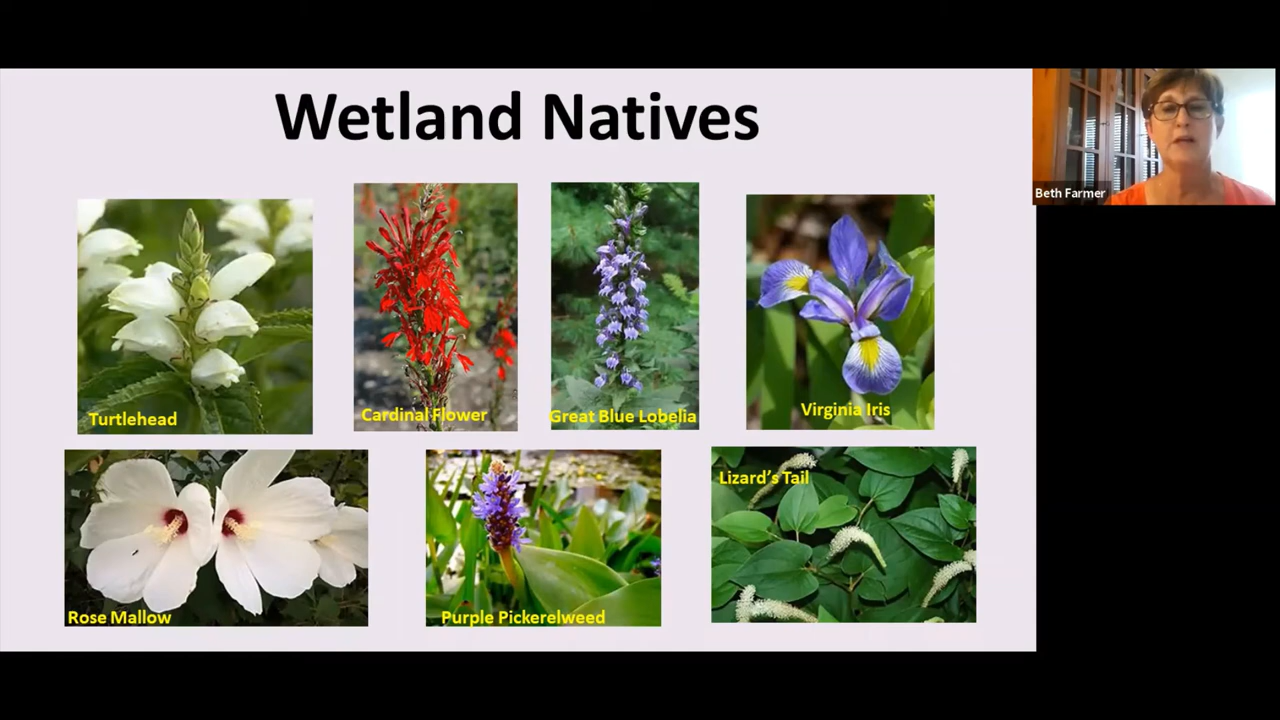 Wetland Natives
Beth Farmer
Turtlehead
Cardinal Flower
Great Blue Lobelia
Virginia Iris
Rose Mallow
Purple Pickerelweed
Lizard's Tail